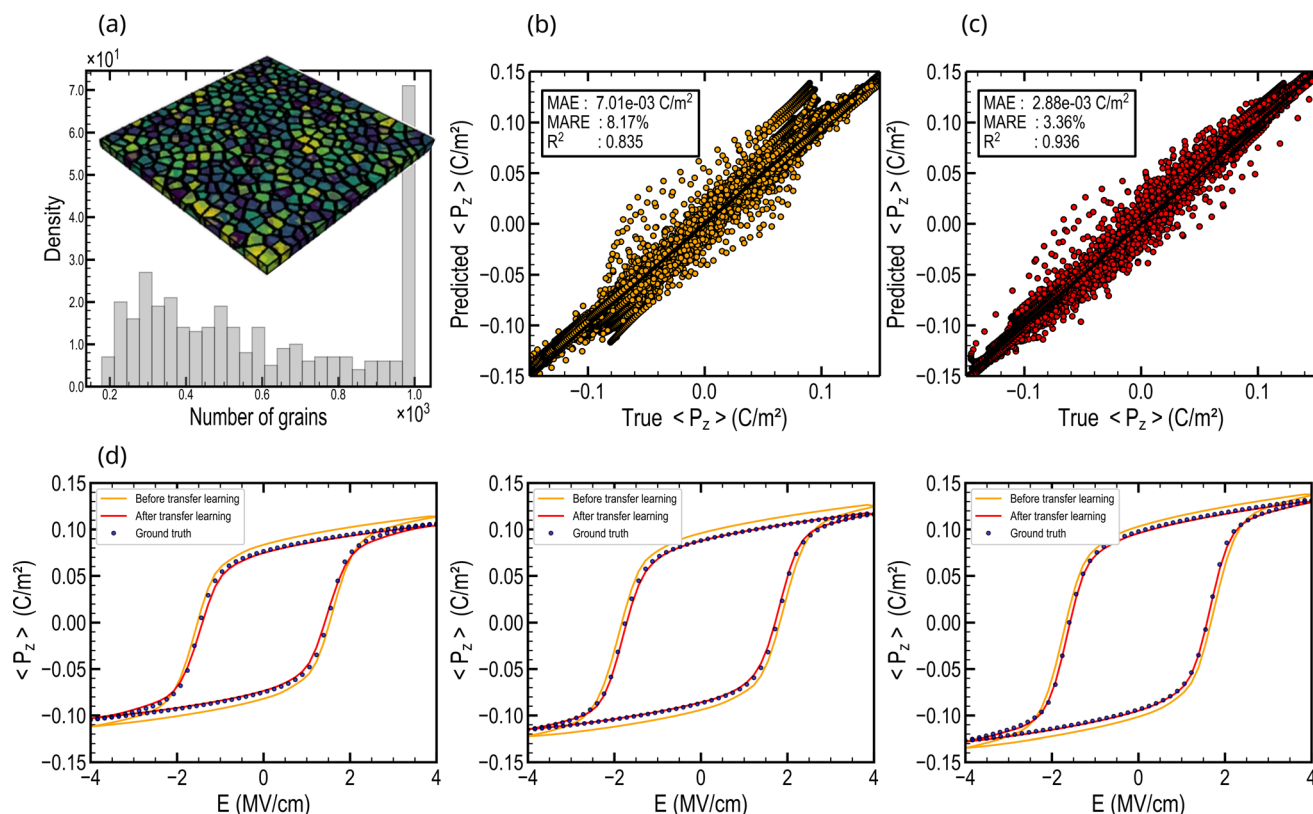 (a)
×10¹
7.0
6.0
5.0
4.0
3.0
2.0
1.0
0.0
Density
0.2
0.4
0.6
0.8
1.0
×10³
Number of grains
(b)
0.15
0.10
0.05
0.00
−0.05
−0.10
−0.15
Predicted < P_z > (C/m²)
MAE : 7.01e-03 C/m²
MARE : 8.17%
R² : 0.835
−0.1
0.0
0.1
True < P_z > (C/m²)
(c)
0.15
0.10
0.05
0.00
−0.05
−0.10
−0.15
Predicted < P_z > (C/m²)
MAE : 2.88e-03 C/m²
MARE : 3.36%
R² : 0.936
−0.1
0.0
0.1
True < P_z > (C/m²)
(d)
0.15
0.10
0.05
0.00
−0.05
−0.10
−0.15
< P_z > (C/m²)
Before transfer learning
After transfer learning
Ground truth
−4
−2
0
2
4
E (MV/cm)
0.15
0.10
0.05
0.00
−0.05
−0.10
−0.15
< P_z > (C/m²)
Before transfer learning
After transfer learning
Ground truth
−4
−2
0
2
4
E (MV/cm)
0.15
0.10
0.05
0.00
−0.05
−0.10
−0.15
< P_z > (C/m²)
Before transfer learning
After transfer learning
Ground truth
−4
−2
0
2
4
E (MV/cm)